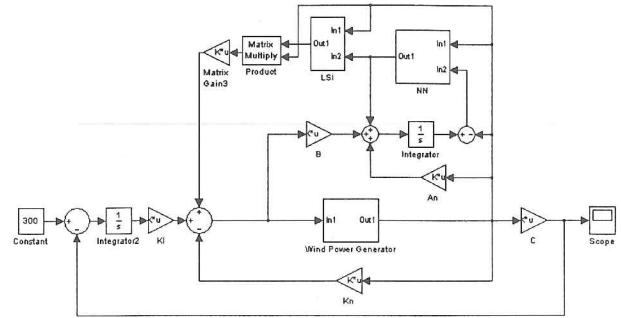 K*u
Matrix
Gain3
Matrix
Multiply
Product
Out1
In1
In2
LSI
Out1
In1
In2
NN
B
1
s
Integrator
K*u
An
300
Constant
1
s
Integrator2
KI
In1
Out1
Wind Power Generator
C
Scope
K*u
Kn